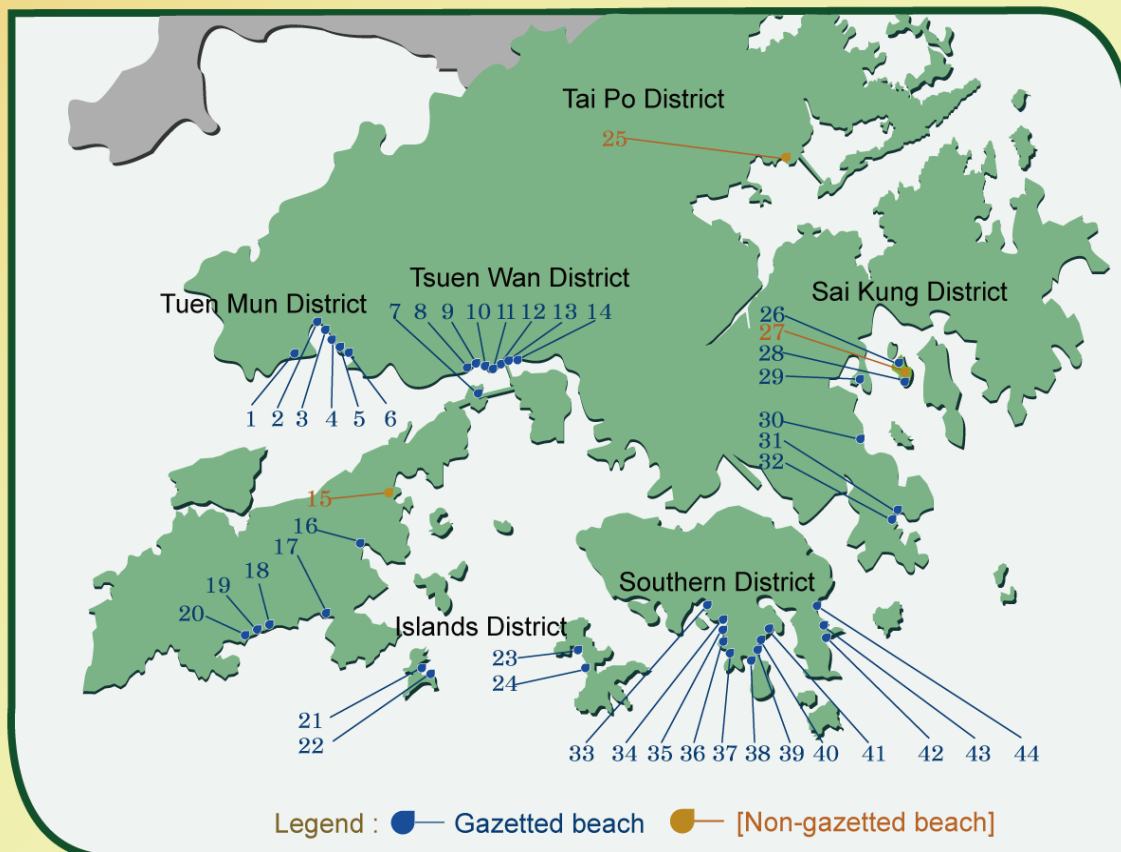 Tai Po District
25
Tsuen Wan District
Sai Kung District
Tuen Mun District
7 8 9 10 11 12 13 14
26
27
28
29
1 2 3 4 5 6
30
31
32
15
16
17
18
19
20
Southern District
Islands District
23
24
21
22
33 34 35 36 37 38 39 40 41 42 43 44
Legend : Gazetted beach [Non-gazetted beach]